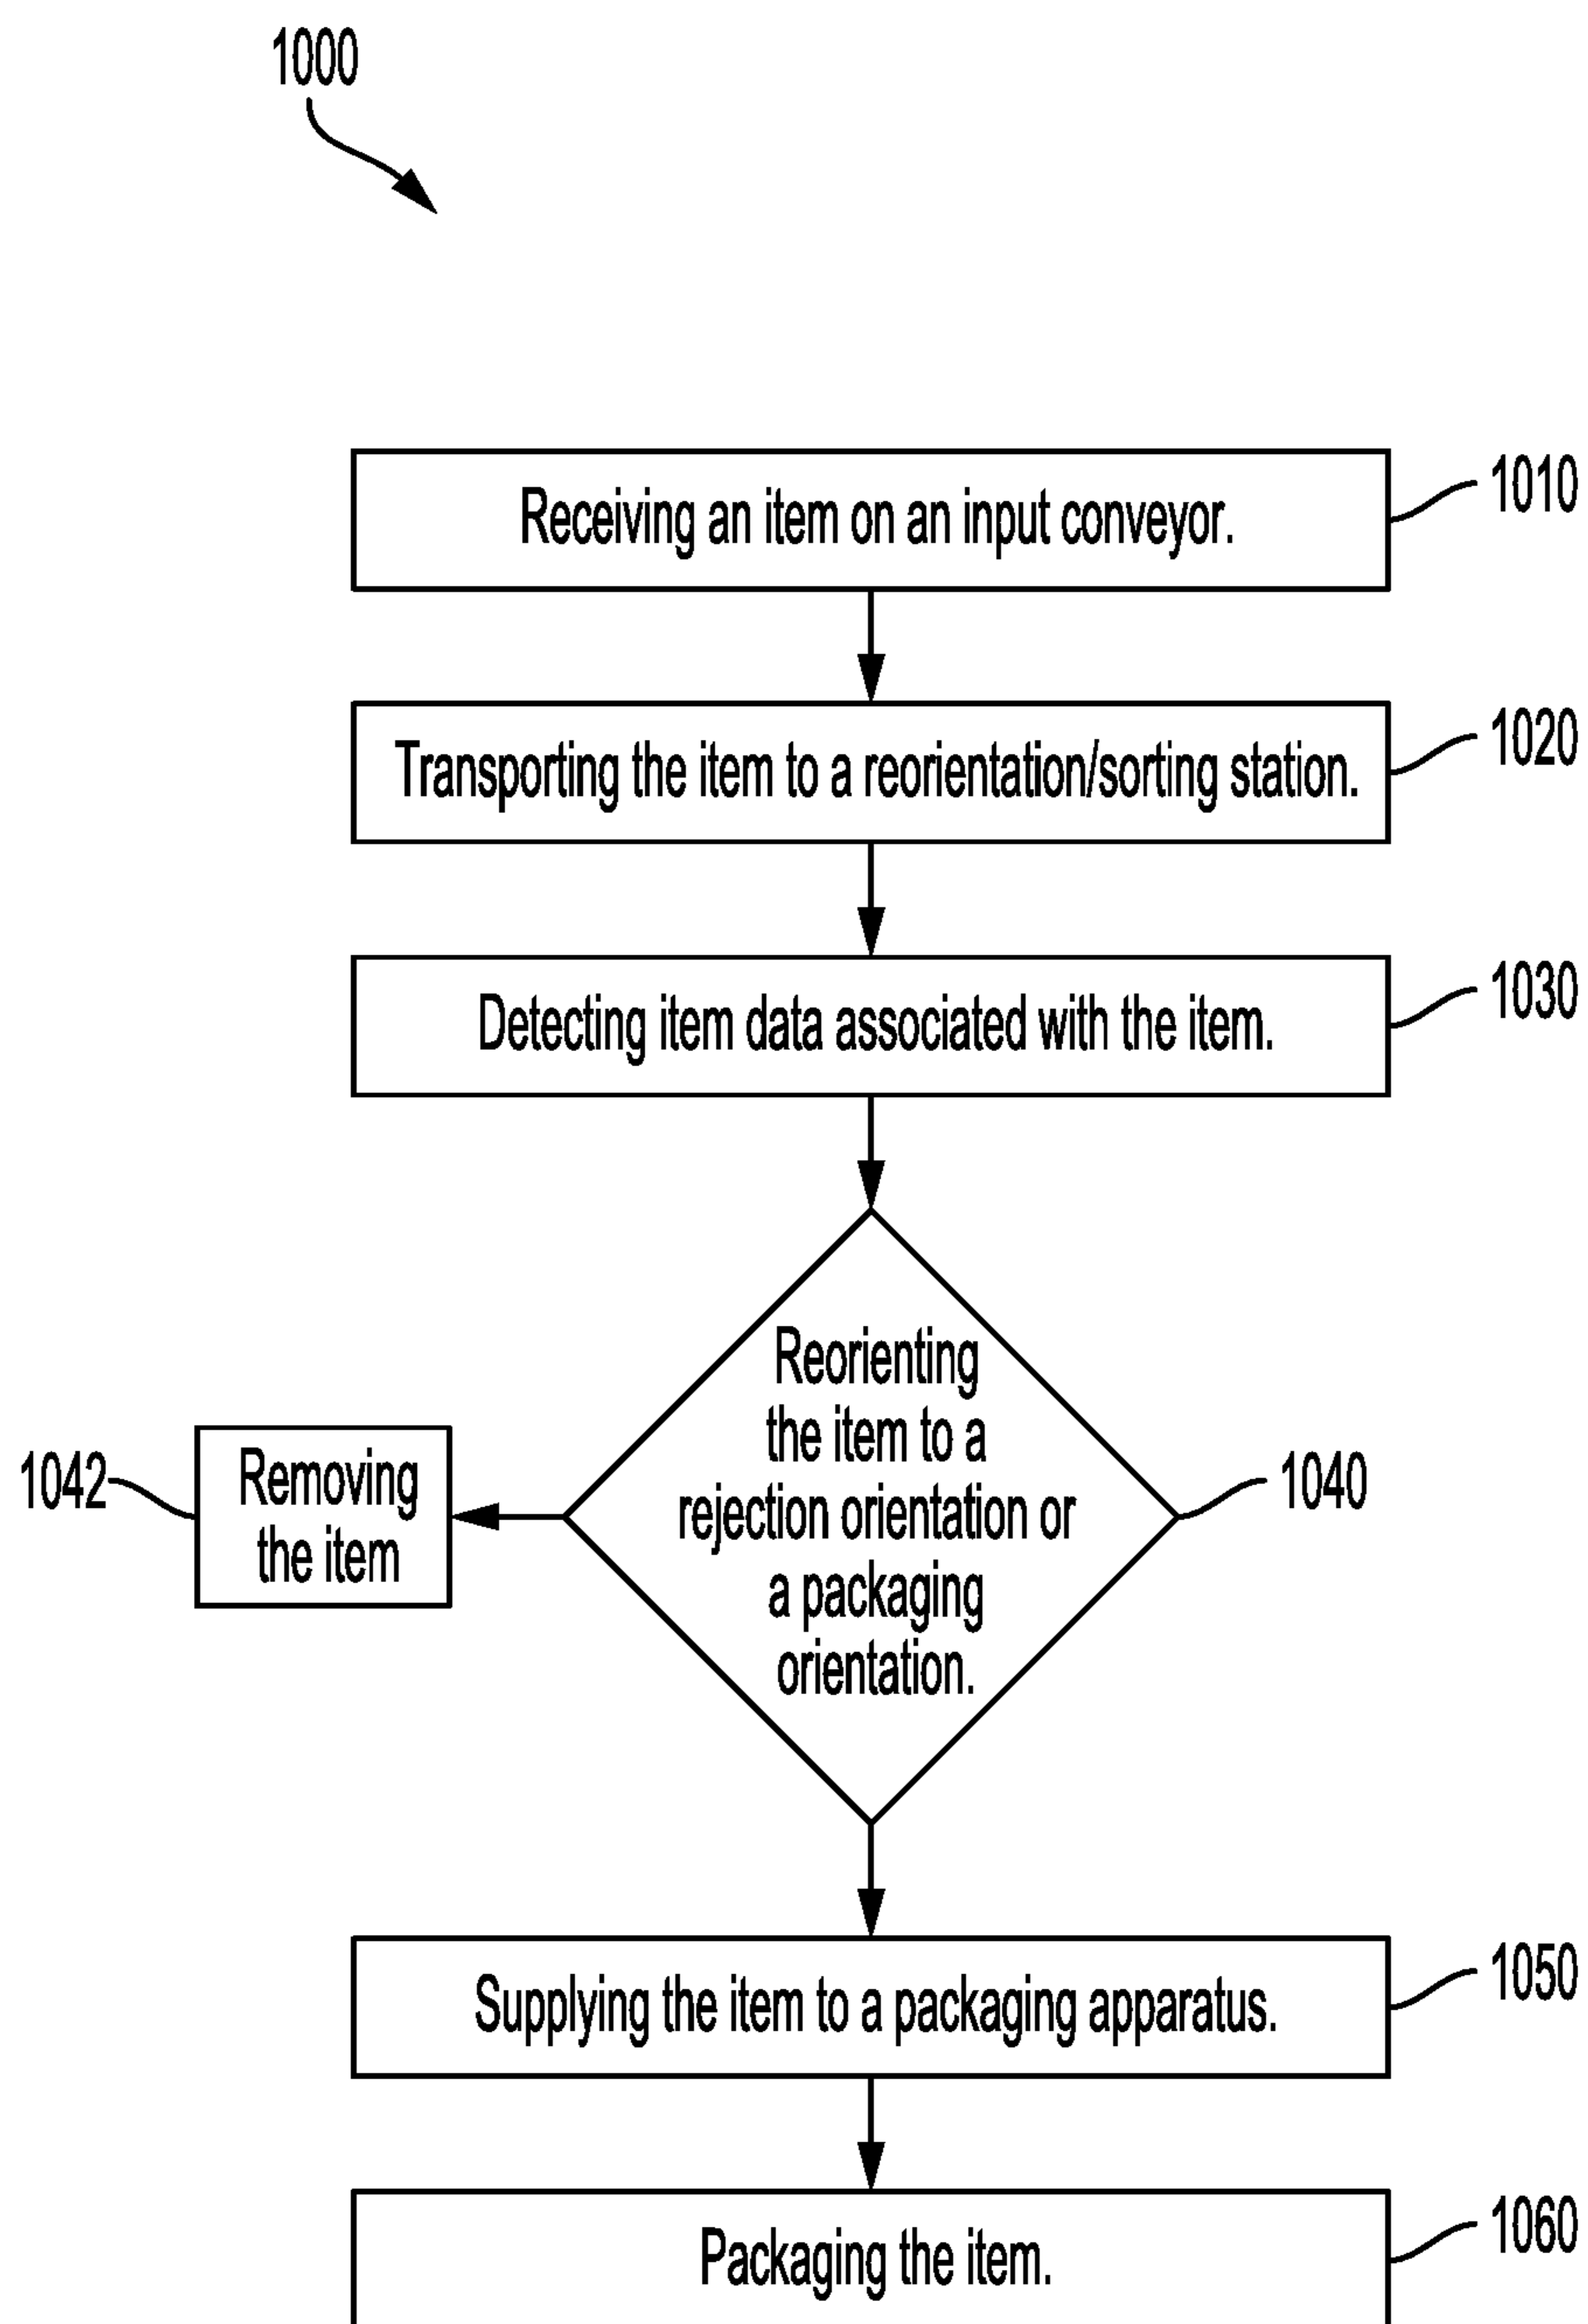 1000
Receiving an item on an input conveyor.
1010
Transporting the item to a reorientation/sorting station.
1020
Detecting item data associated with the item.
1030
Reorienting
the item to a
rejection orientation or
a packaging
orientation.
1040
Removing
the item
1042
Supplying the item to a packaging apparatus.
1050
Packaging the item.
1060